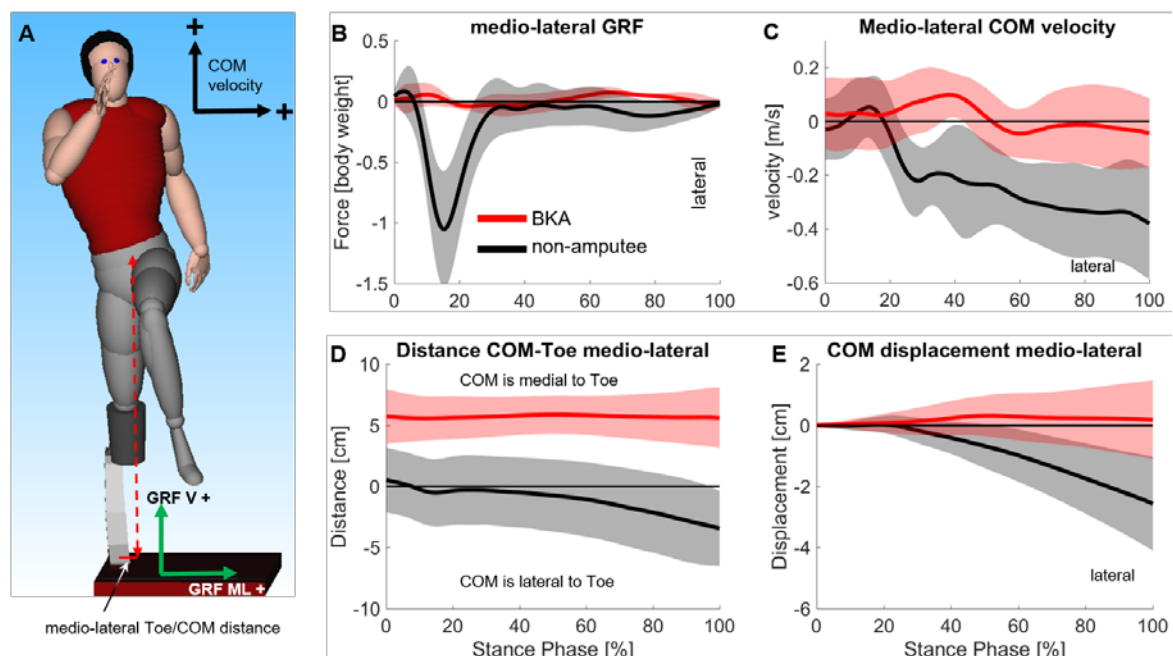 A
+
COM
velocity
+
GRF V +
GRF ML +
medio-lateral Toe/COM distance
B
medio-lateral GRF
Force [body weight]
0.5
0
-0.5
-1
-1.5
lateral
BKA
non-amputee
0 20 40 60 80 100
C
Medio-lateral COM velocity
velocity [m/s]
0.2
0
-0.2
-0.4
-0.6
lateral
0 20 40 60 80 100
D
Distance COM-Toe medio-lateral
Distance [cm]
10
5
0
-5
-10
COM is medial to Toe
COM is lateral to Toe
0 20 40 60 80 100
Stance Phase [%]
E
COM displacement medio-lateral
Displacement [cm]
2
0
-2
-4
-6
lateral
0 20 40 60 80 100
Stance Phase [%]